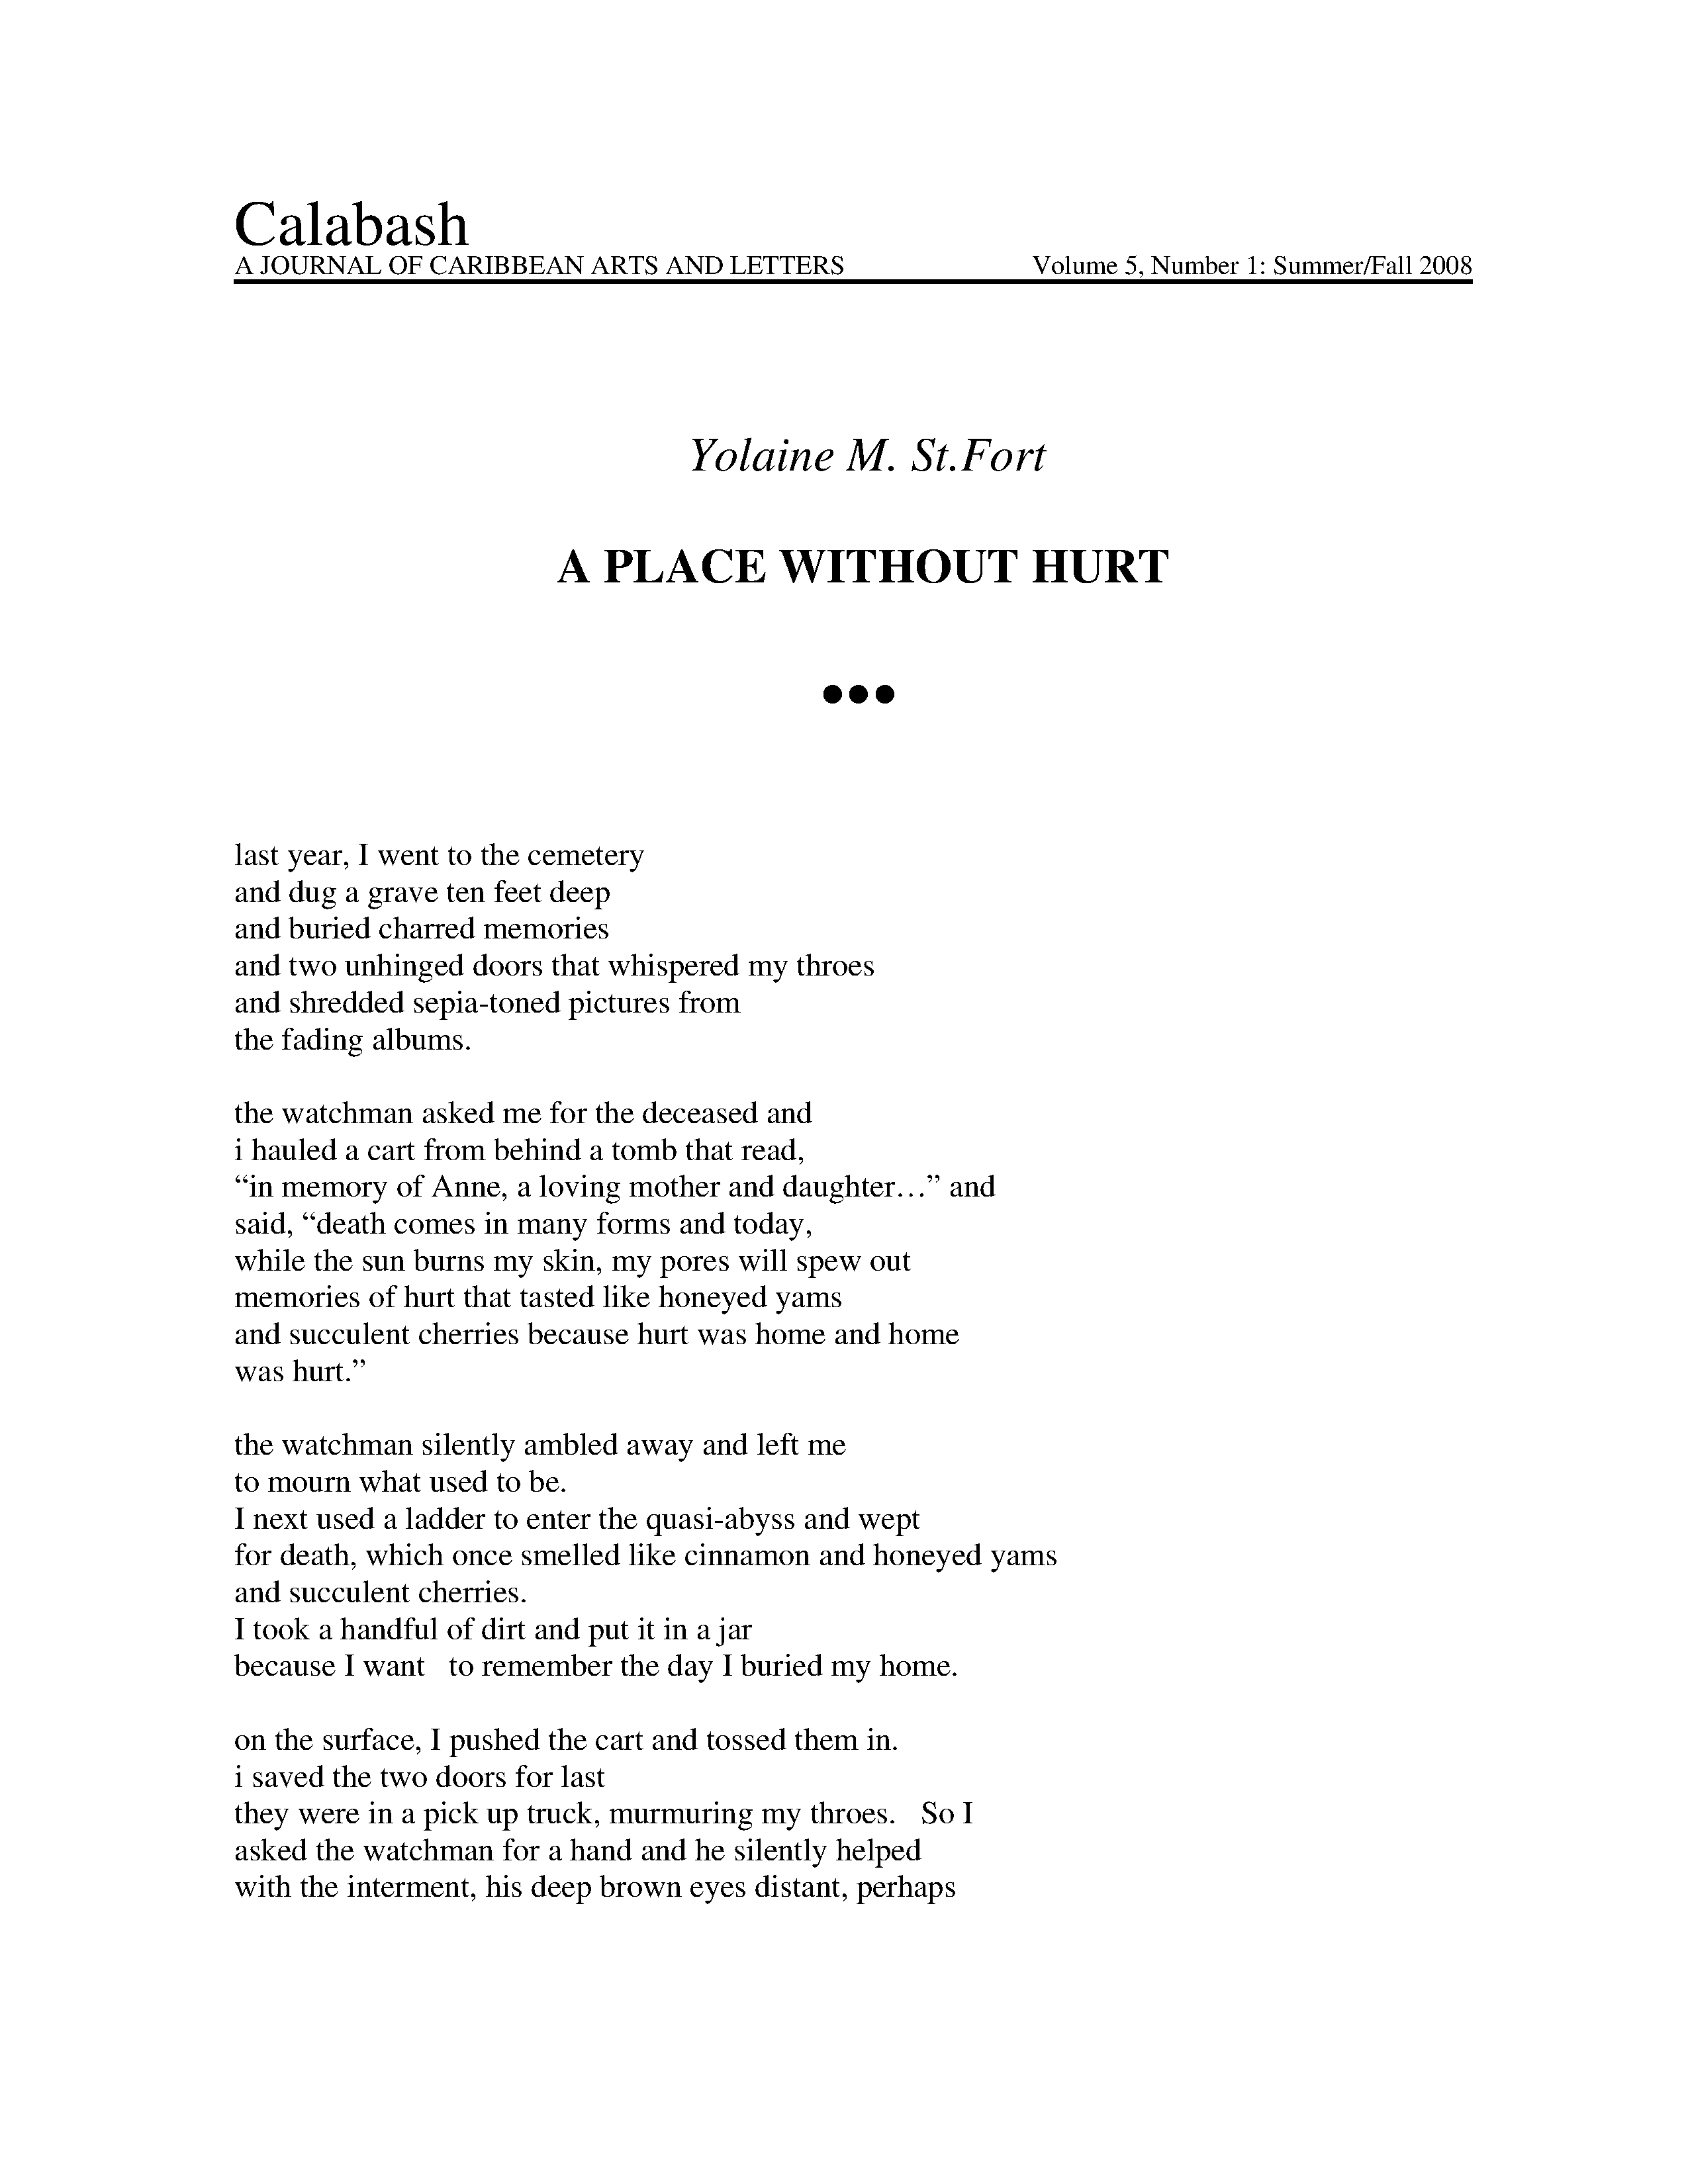 Calabash
A JOURNAL OF CARIBBEAN ARTS AND LETTERS Volume 5, Number 1: Summer/Fall 2008
Yolaine M. St.Fort
A PLACE WITHOUT HURT
●●●
last year, I went to the cemetery
and dug a grave ten feet deep
and buried charred memories
and two unhinged doors that whispered my throes
and shredded sepia-toned pictures from
the fading albums.
the watchman asked me for the deceased and
i hauled a cart from behind a tomb that read,
“in memory of Anne, a loving mother and daughter…” and
said, “death comes in many forms and today,
while the sun burns my skin, my pores will spew out
memories of hurt that tasted like honeyed yams
and succulent cherries because hurt was home and home
was hurt.”
the watchman silently ambled away and left me
to mourn what used to be.
I next used a ladder to enter the quasi-abyss and wept
for death, which once smelled like cinnamon and honeyed yams
and succulent cherries.
I took a handful of dirt and put it in a jar
because I want   to remember the day I buried my home.
on the surface, I pushed the cart and tossed them in.
i saved the two doors for last
they were in a pick up truck, murmuring my throes.   So I
asked the watchman for a hand and he silently helped
with the interment, his deep brown eyes distant, perhaps